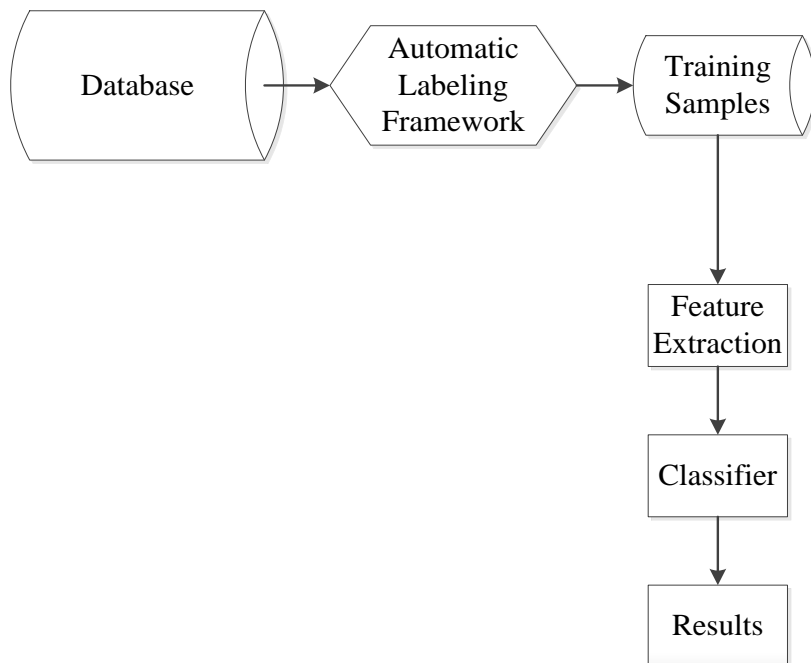 Database
Automatic
Labeling
Framework
Training
Samples
Feature
Extraction
Classifier
Results